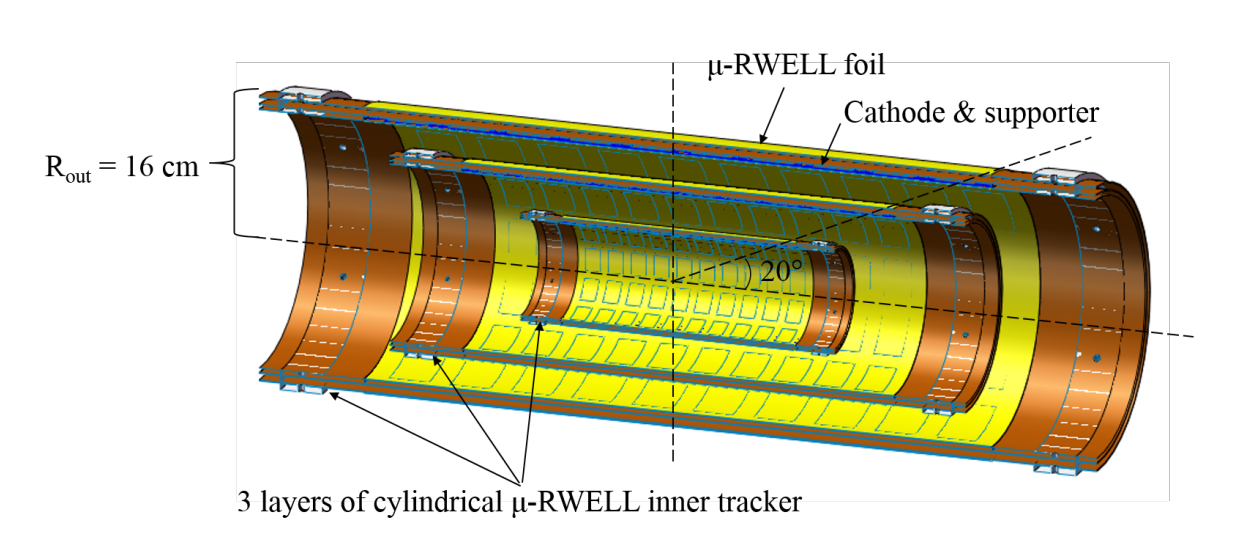 μ-RWELL foil
Cathode & supporter
R_out = 16 cm
20°
3 layers of cylindrical μ-RWELL inner tracker